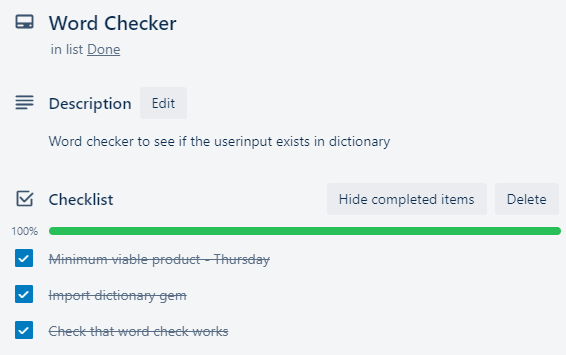 Word Checker
in list Done
Description Edit
Word checker to see if the userinput exists in dictionary
Checklist Hide completed items Delete
100%
Minimum viable product - Thursday
Import dictionary gem
Check that word check works